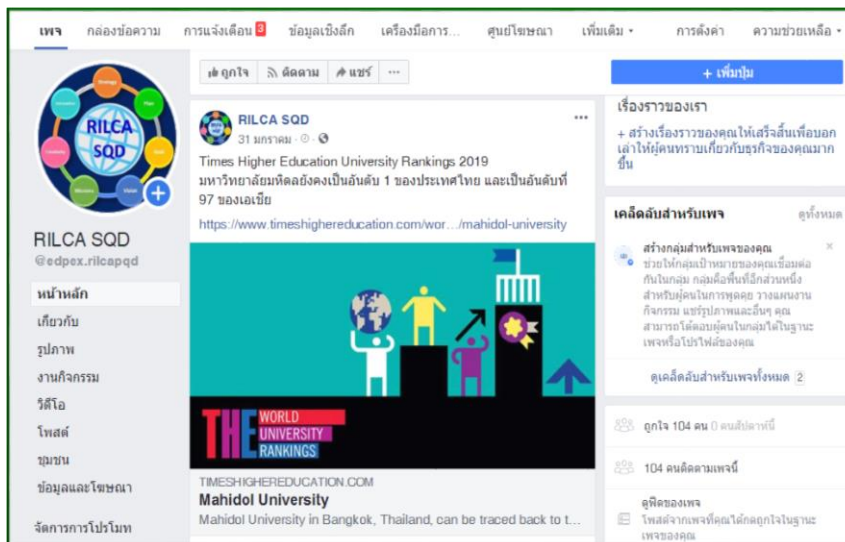 เพจ กล่องข้อความ การแจ้งเตือน 3 ข้อมูลเชิงลึก เครื่องมือการ... ศูนย์โฆษณา เพิ่มเติม การตั้งค่า ความช่วยเหลือ
RILCA
SQD
RILCA SQD
@edpex.rilcapqd
หน้าหลัก
เกี่ยวกับ
รูปภาพ
งานกิจกรรม
วิดีโอ
โพสต์
ชุมชน
ข้อมูลและโฆษณา
จัดการการโปรโมท
ถูกใจ ติดตาม แชร์ ...
+ เพิ่มปุ่ม
RILCA SQD
31 มกราคม
Times Higher Education University Rankings 2019
มหาวิทยาลัยมหิดลยังคงเป็นอันดับ 1 ของประเทศไทย และเป็นอันดับที่
97 ของเอเชีย
https://www.timeshighereducation.com/wor.../mahidol-university
THE WORLD
UNIVERSITY
RANKINGS
TIMESHIGHEREDUCATION.COM
Mahidol University
Mahidol University in Bangkok, Thailand, can be traced back to t...
เรื่องราวของเรา
+ สร้างเรื่องราวของคุณให้เสร็จสิ้นเพื่อบอก
เล่าให้ผู้คนทราบเกี่ยวกับธุรกิจของคุณมาก
ขึ้น
เคล็ดลับสำหรับเพจ ดูทั้งหมด
สร้างกลุ่มสำหรับเพจของคุณ
ช่วยให้กลุ่มเป้าหมายของคุณเชื่อมต่อ
กันในกลุ่ม กลุ่มคือพื้นที่อีกส่วนหนึ่ง
สำหรับผู้คนในการพูดคุย วางแผนงาน
กิจกรรม แชร์รูปภาพและอื่นๆ คุณ
สามารถโต้ตอบผู้คนในกลุ่มได้ในฐานะ
เพจหรือโปรไฟล์ของคุณ
ดูเคล็ดลับสำหรับเพจทั้งหมด 2
ถูกใจ 104 คน 0 คนสัปดาห์นี้
104 คนติดตามเพจนี้
ดูฟีดของเพจ
โพสต์จากเพจที่คุณได้กดถูกใจในฐานะ
เพจของคุณ